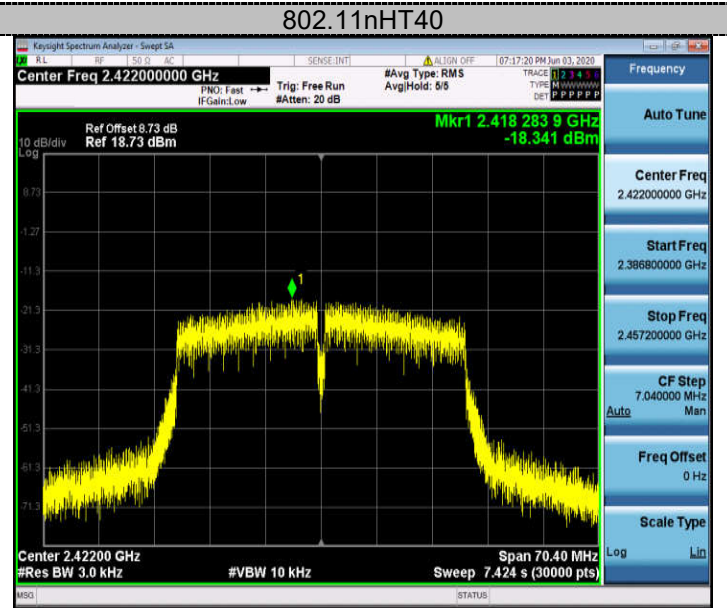 802.11nHT40
Keysight Spectrum Analyzer - Swept SA
RL RF 50 Ω AC SENSE:INT ALIGN OFF 07:17:20 PM Jun 03, 2020
Center Freq 2.422000000 GHz #Avg Type: RMS TRACE 1 2 3 4 5 6
PNO: Fast Trig: Free Run Avg|Hold: 5/5 TYPE M WWWWW
IFGain:Low #Atten: 20 dB DET P P P P P P
Ref Offset 8.73 dB Mkr1 2.418 283 9 GHz
10 dB/div Ref 18.73 dBm -18.341 dBm
Log
8.73
-1.27
-11.3
1
-21.3
-31.3
-41.3
-51.3
-61.3
-71.3
Center 2.42200 GHz Span 70.40 MHz
#Res BW 3.0 kHz #VBW 10 kHz Sweep 7.424 s (30000 pts)
MSG STATUS
Frequency
Auto Tune
Center Freq
2.422000000 GHz
Start Freq
2.386800000 GHz
Stop Freq
2.457200000 GHz
CF Step
7.040000 MHz
Auto Man
Freq Offset
0 Hz
Scale Type
Log Lin